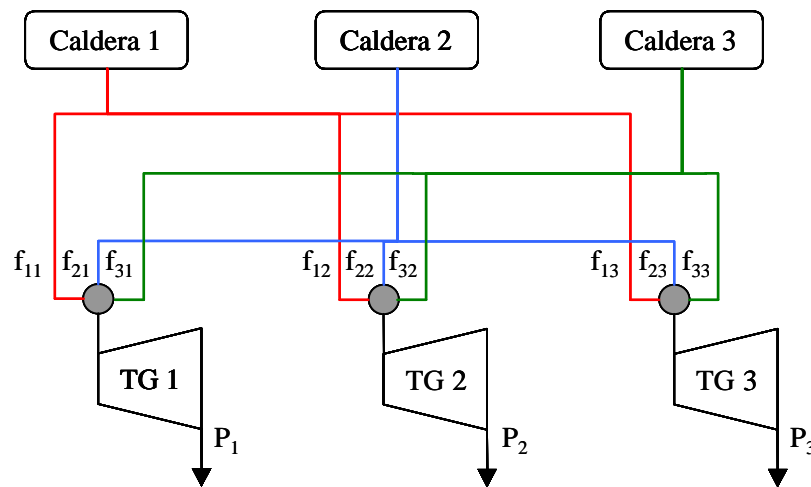 Caldera 1 Caldera 2 Caldera 3
f₁₁ f₂₁ f₃₁ f₁₂ f₂₂ f₃₂ f₁₃ f₂₃ f₃₃
TG 1 TG 2 TG 3
P₁ P₂ P₃